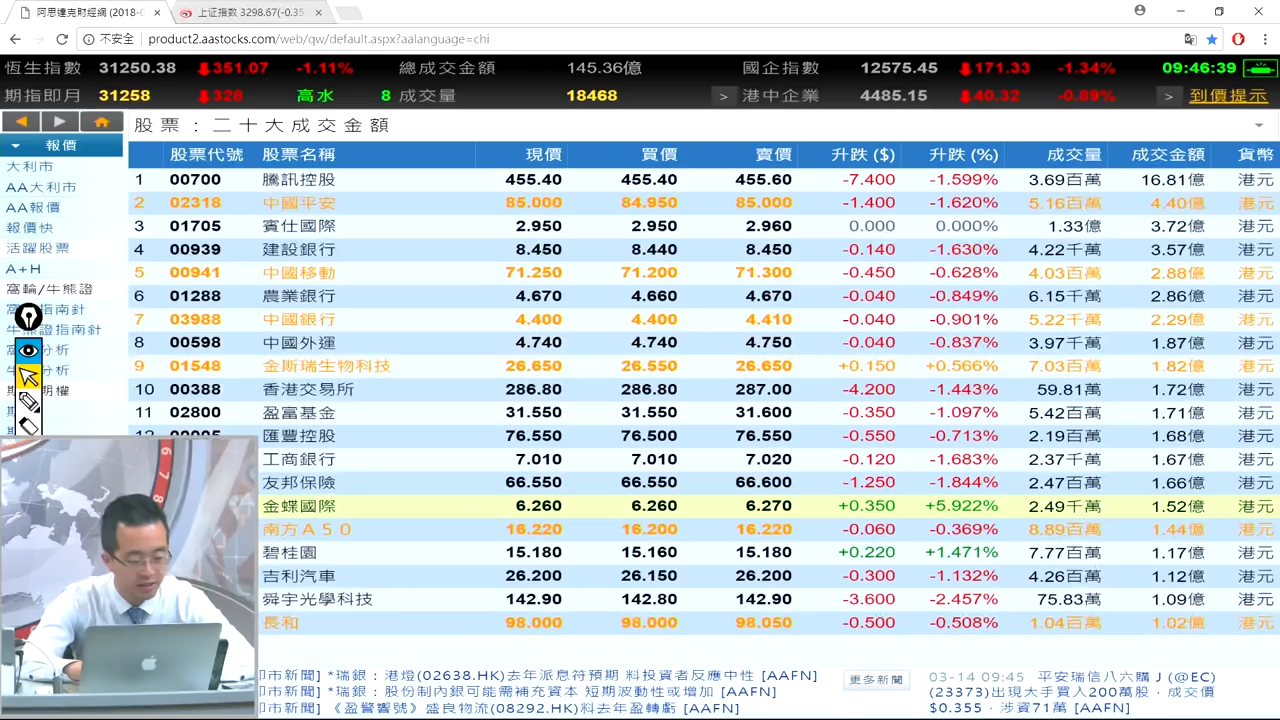 阿思達克財經網 (2018-0
上证指数 3298.67(-0.35
不安全 product2.aastocks.com/web/qw/default.aspx?aalanguage=chi
恆生指數 31250.38 351.07 -1.11% 總成交金額 145.36億 國企指數 12575.45 171.33 -1.34% 09:46:39
期指即月 31258 328 高水 8 成交量 18468 > 港中企業 4485.15 40.32 -0.89% > 到價提示
股票：二十大成交金額
報價
大利市
AA大利市
AA報價
報價快
活躍股票
A+H
窩輪/牛熊證
指南針
牛熊證指南針
分析
分析
期權
股票代號 股票名稱 現價 買價 賣價 升跌 ($) 升跌 (%) 成交量 成交金額 貨幣
1 00700 騰訊控股 455.40 455.40 455.60 -7.400 -1.599% 3.69百萬 16.81億 港元
2 02318 中國平安 85.000 84.950 85.000 -1.400 -1.620% 5.16百萬 4.40億 港元
3 01705 賓仕國際 2.950 2.950 2.960 0.000 0.000% 1.33億 3.72億 港元
4 00939 建設銀行 8.450 8.440 8.450 -0.140 -1.630% 4.22千萬 3.57億 港元
5 00941 中國移動 71.250 71.200 71.300 -0.450 -0.628% 4.03百萬 2.88億 港元
6 01288 農業銀行 4.670 4.660 4.670 -0.040 -0.849% 6.15千萬 2.86億 港元
7 03988 中國銀行 4.400 4.400 4.410 -0.040 -0.901% 5.22千萬 2.29億 港元
8 00598 中國外運 4.740 4.740 4.750 -0.040 -0.837% 3.97千萬 1.87億 港元
9 01548 金斯瑞生物科技 26.650 26.550 26.650 +0.150 +0.566% 7.03百萬 1.82億 港元
10 00388 香港交易所 286.80 286.80 287.00 -4.200 -1.443% 59.81萬 1.72億 港元
11 02800 盈富基金 31.550 31.550 31.600 -0.350 -1.097% 5.42百萬 1.71億 港元
12 00005 匯豐控股 76.550 76.500 76.550 -0.550 -0.713% 2.19百萬 1.68億 港元
工商銀行 7.010 7.010 7.020 -0.120 -1.683% 2.37千萬 1.67億 港元
友邦保險 66.550 66.550 66.600 -1.250 -1.844% 2.47百萬 1.66億 港元
金蝶國際 6.260 6.260 6.270 +0.350 +5.922% 2.49千萬 1.52億 港元
南方A50 16.220 16.200 16.220 -0.060 -0.369% 8.89百萬 1.44億 港元
碧桂園 15.180 15.160 15.180 +0.220 +1.471% 7.77百萬 1.17億 港元
吉利汽車 26.200 26.150 26.200 -0.300 -1.132% 4.26百萬 1.12億 港元
舜宇光學科技 142.90 142.80 142.90 -3.600 -2.457% 75.83萬 1.09億 港元
長和 98.000 98.000 98.050 -0.500 -0.508% 1.04百萬 1.02億 港元
市新聞] *瑞銀：港燈(02638.HK)去年派息符預期 料投資者反應中性 [AAFN]
市新聞] *瑞銀：股份制內銀可能需補充資本 短期波動性或增加 [AAFN]
市新聞] 《盈警響號》盛良物流(08292.HK)料去年盈轉虧 [AAFN]
更多新聞
03-14 09:45 平安瑞信八六購J (@EC)
(23373)出現大手買入200萬股，成交價
$0.355，涉資71萬 [AAFN]
6 7 8